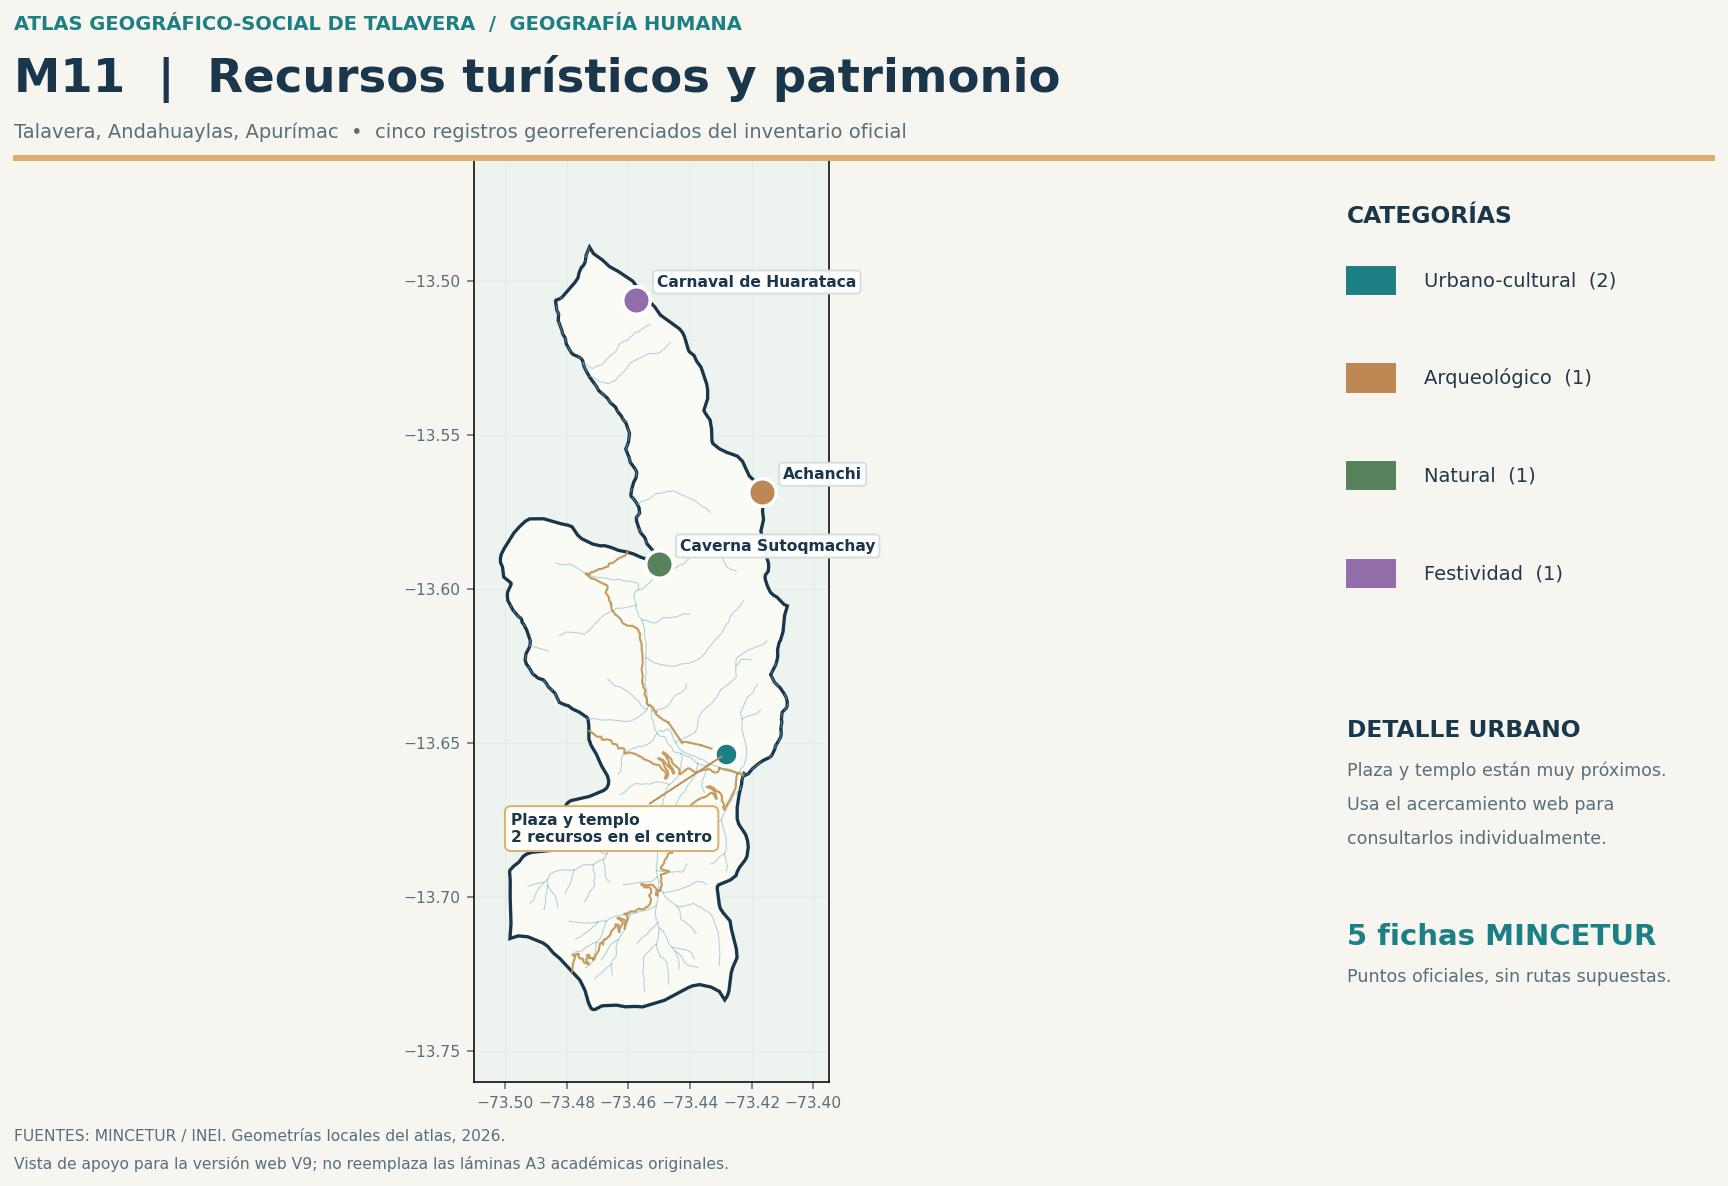 ATLAS GEOGRÁFICO-SOCIAL DE TALAVERA / GEOGRAFÍA HUMANA
M11 | Recursos turísticos y patrimonio
Talavera, Andahuaylas, Apurímac • cinco registros georreferenciados del inventario oficial
Carnaval de Huarataca
Achanchi
Caverna Sutoqmachay
Plaza y templo
2 recursos en el centro
−13.50
−13.55
−13.60
−13.65
−13.70
−13.75
−73.50 −73.48 −73.46 −73.44 −73.42 −73.40
CATEGORÍAS
Urbano-cultural (2)
Arqueológico (1)
Natural (1)
Festividad (1)
DETALLE URBANO
Plaza y templo están muy próximos.
Usa el acercamiento web para
consultarlos individualmente.
5 fichas MINCETUR
Puntos oficiales, sin rutas supuestas.
FUENTES: MINCETUR / INEI. Geometrías locales del atlas, 2026.
Vista de apoyo para la versión web V9; no reemplaza las láminas A3 académicas originales.